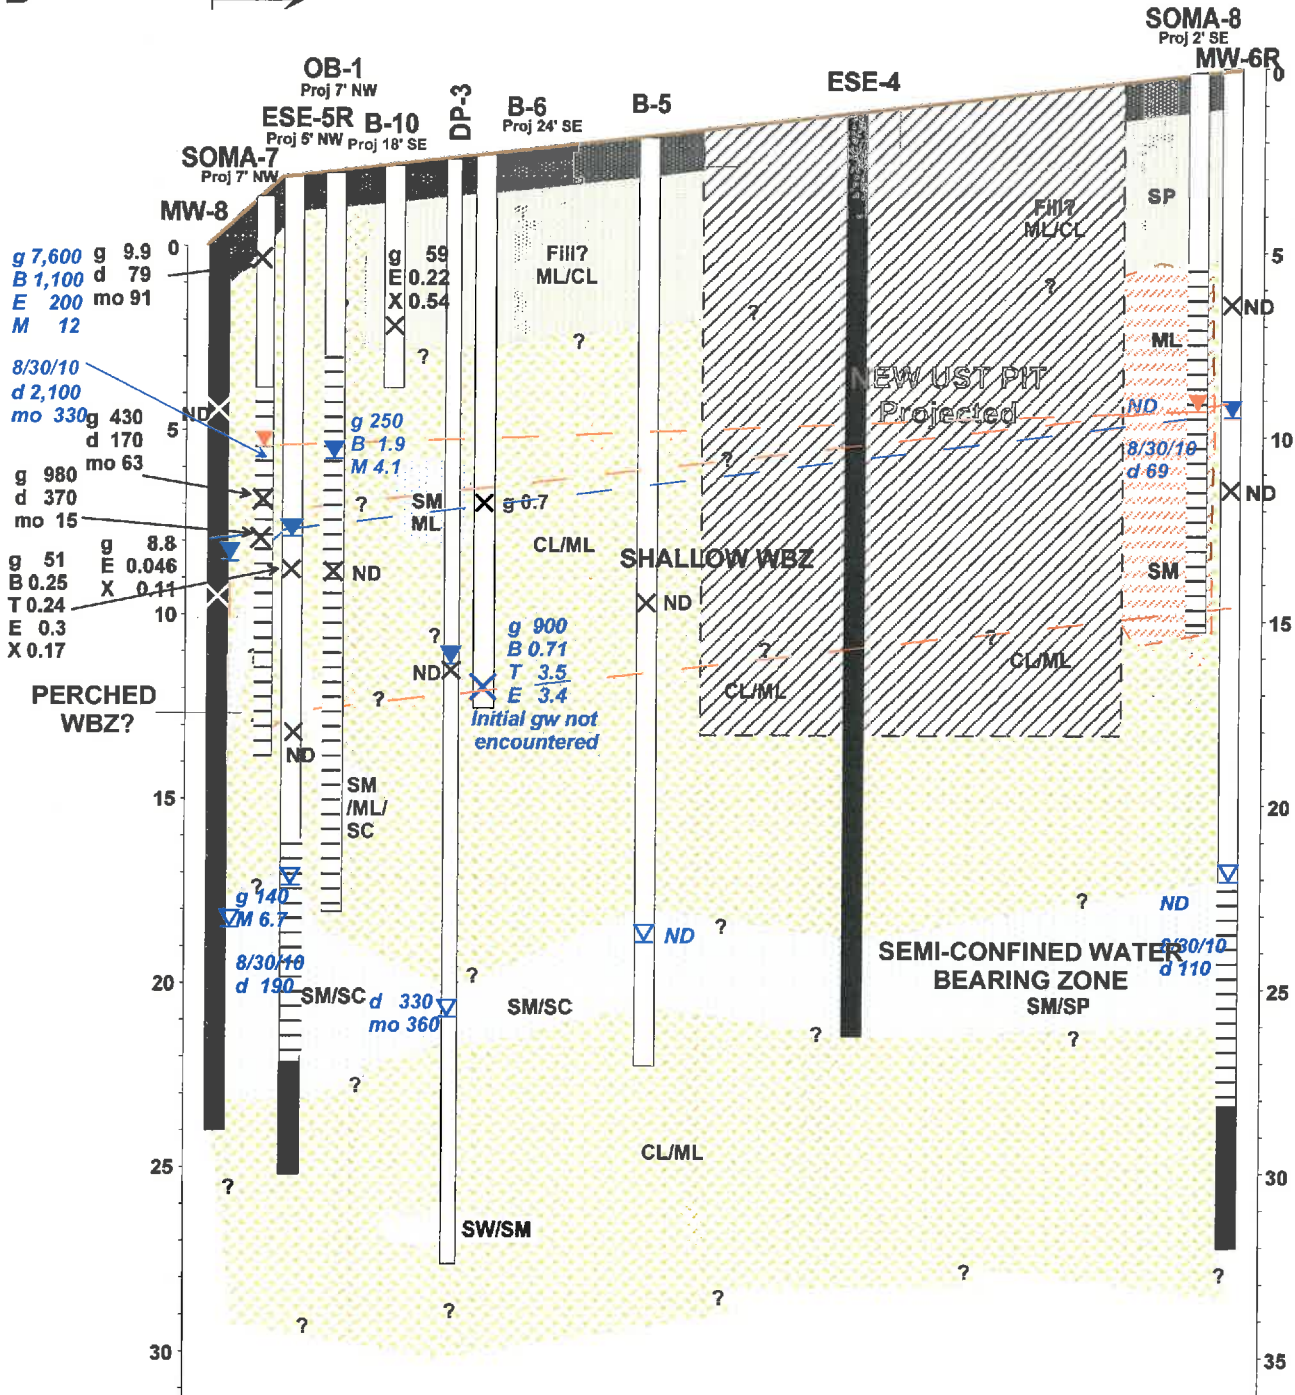 SOMA-8
Proj 2' SE
MW-6R
OB-1
Proj 7' NW
ESE-5R
Proj 5' NW
B-10
Proj 18' SE
DP-3
B-6
Proj 24' SE
B-5
ESE-4
SOMA-7
Proj 7' NW
MW-8
0
5
10
15
20
25
30
0
5
10
15
20
25
30
35
g 7,600
B 1,100
E 200
M 12
g 9.9
d 79
mo 91
8/30/10
d 2,100
mo 330
ND
g 430
d 170
mo 63
g 980
d 370
mo 15
g 8.8
E 0.046
X 0.11
g 51
B 0.25
T 0.24
E 0.3
X 0.17
PERCHED
WBZ?
g 59
E 0.22
X 0.54
?
Fill?
ML/CL
?
g 250
B 1.9
M 4.1
?
SM
ML
g 0.7
CL/ML
SHALLOW WBZ
ND
ND
?
ND
g 900
B 0.71
T 3.5
E 3.4
Initial gw not
encountered
?
ND
SM
/ML/
SC
Fill?
ML/CL
?
?
NEW UST PIT
Projected
?
?
?
CL/ML
CL/ML
SP
ML
ND
ND
8/30/10
d 69
ND
SM
?
g 140
M 6.7
8/30/10
d 190
SM/SC
d 330
mo 360
?
SM/SC
ND
?
?
SEMI-CONFINED WATER
BEARING ZONE
SM/SP
ND
8/30/10
d 110
?
?
?
CL/ML
?
SW/SM
?
?
?
?
?